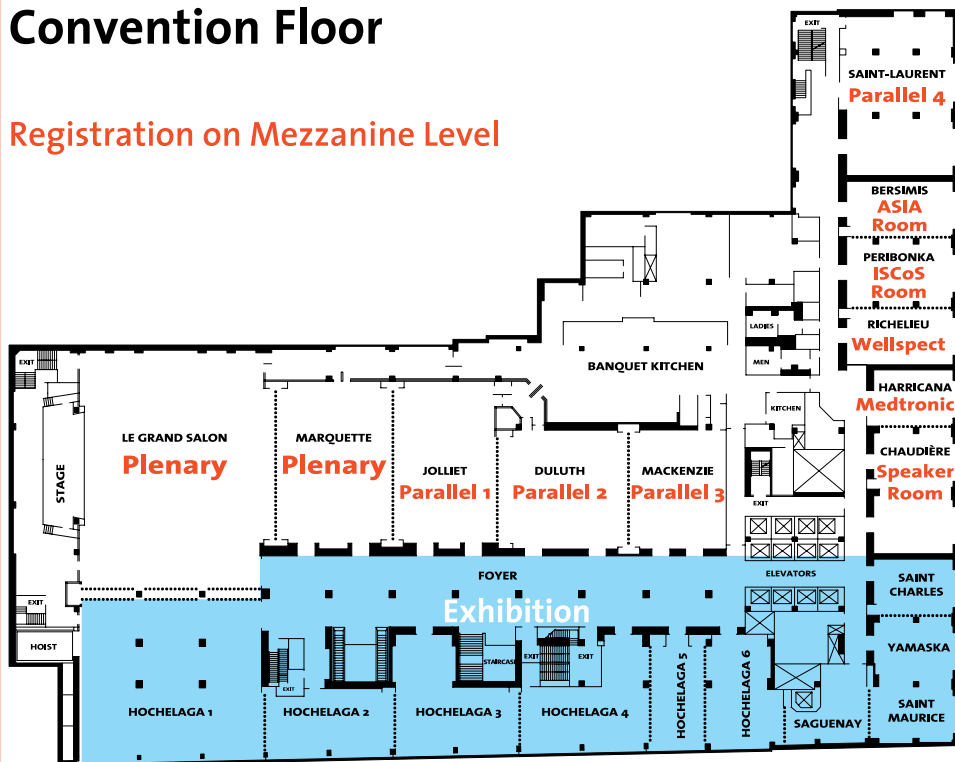 Convention Floor
Registration on Mezzanine Level
EXIT
SAINT-LAURENT
Parallel 4
BERSIMIS
ASIA
Room
PERIBONKA
ISCoS
Room
RICHELIEU
Wellspect
LADIES
MEN
BANQUET KITCHEN
KITCHEN
HARRICANA
Medtronic
CHAUDIÈRE
Speaker
Room
EXIT
STAGE
LE GRAND SALON
Plenary
MARQUETTE
Plenary
JOLLIET
Parallel 1
DULUTH
Parallel 2
MACKENZIE
Parallel 3
EXIT
ELEVATORS
FOYER
Exhibition
SAINT
CHARLES
YAMASKA
SAINT
MAURICE
EXIT
HOIST
EXIT
STAIRCASE
EXIT
EXIT
HOCHELAGA 1
HOCHELAGA 2
HOCHELAGA 3
HOCHELAGA 4
HOCHELAGA 5
HOCHELAGA 6
SAGUENAY